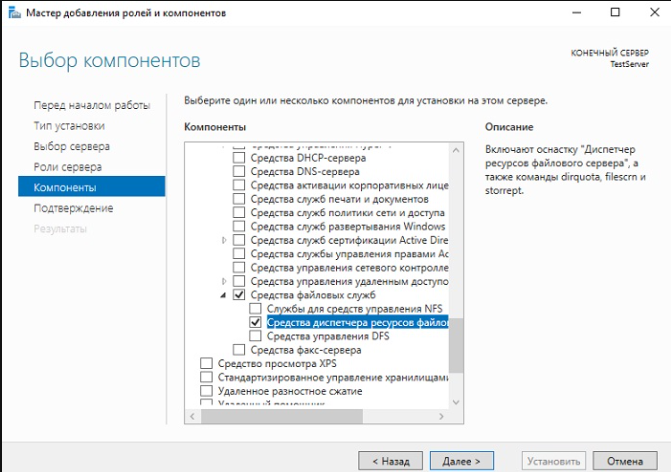 Мастер добавления ролей и компонентов
Выбор компонентов
КОНЕЧНЫЙ СЕРВЕР
TestServer
Перед началом работы
Тип установки
Выбор сервера
Роли сервера
Компоненты
Подтверждение
Результаты
Выберите один или несколько компонентов для установки на этом сервере.
Компоненты
Средства управления
Средства DHCP-сервера
Средства DNS-сервера
Средства активации корпоративных лице
Средства служб печати и документов
Средства служб политики сети и доступа
Средства служб развертывания Windows
Средства служб сертификации Active Dire
Средства службы управления правами Ac
Средства управления сетевого контролле
Средства управления удаленным доступо
Средства файловых служб
Службы для средств управления NFS
Средства диспетчера ресурсов файло
Средства управления DFS
Средства факс-сервера
Средство просмотра XPS
Стандартизированное управление хранилищами
Удаленное разностное сжатие
Удаленный помощник
Описание
Включают оснастку "Диспетчер
ресурсов файлового сервера", а
также команды dirquota, filescrn и
storrept.
< Назад
Далее >
Установить
Отмена